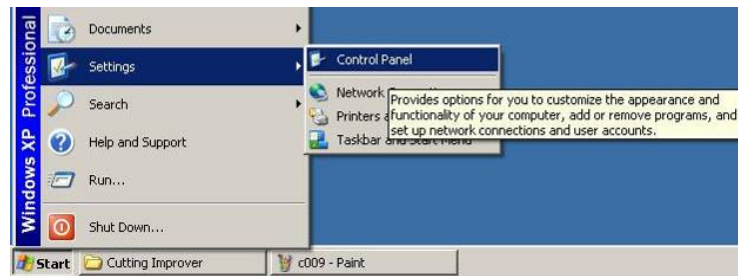 Windows XP Professional
Documents
Settings
Search
Help and Support
Run...
Shut Down...
Control Panel
Network
Printers
Taskbar and Start Menu
Provides options for you to customize the appearance and
functionality of your computer, add or remove programs, and
set up network connections and user accounts.
Start
Cutting Improver
c009 - Paint